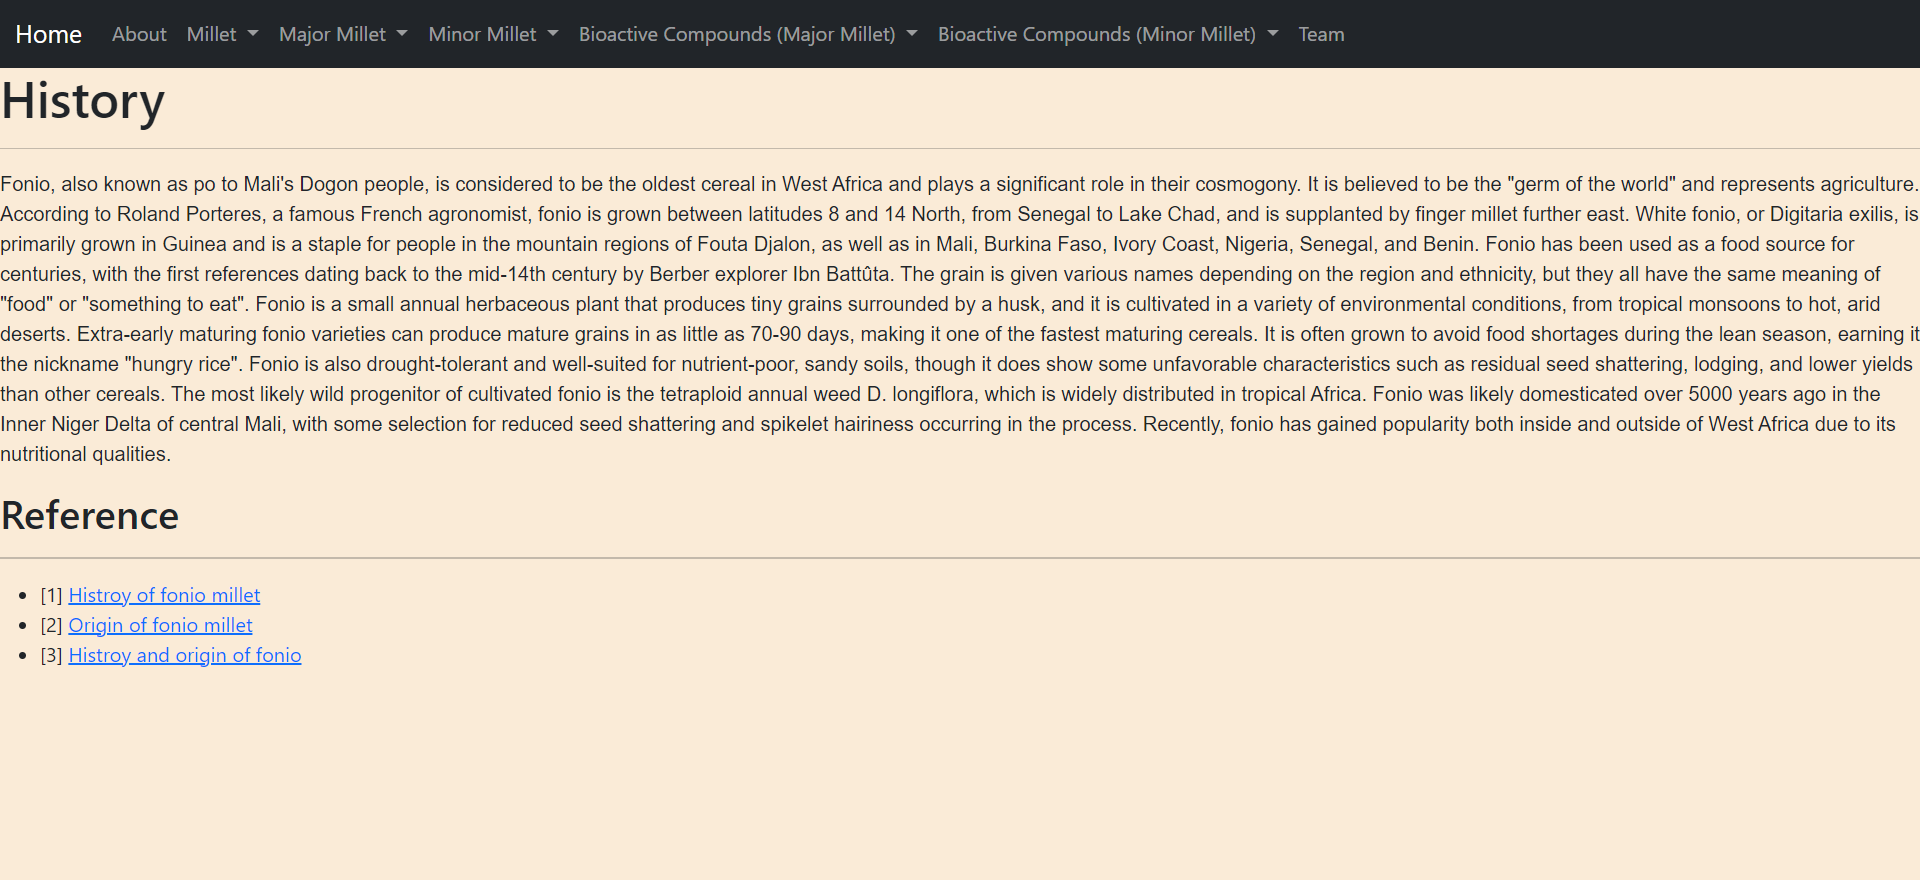 Home About Millet Major Millet Minor Millet Bioactive Compounds (Major Millet) Bioactive Compounds (Minor Millet) Team
History
Fonio, also known as po to Mali's Dogon people, is considered to be the oldest cereal in West Africa and plays a significant role in their cosmogony. It is believed to be the "germ of the world" and represents agriculture.
According to Roland Porteres, a famous French agronomist, fonio is grown between latitudes 8 and 14 North, from Senegal to Lake Chad, and is supplanted by finger millet further east. White fonio, or Digitaria exilis, is
primarily grown in Guinea and is a staple for people in the mountain regions of Fouta Djalon, as well as in Mali, Burkina Faso, Ivory Coast, Nigeria, Senegal, and Benin. Fonio has been used as a food source for
centuries, with the first references dating back to the mid-14th century by Berber explorer Ibn Battûta. The grain is given various names depending on the region and ethnicity, but they all have the same meaning of
"food" or "something to eat". Fonio is a small annual herbaceous plant that produces tiny grains surrounded by a husk, and it is cultivated in a variety of environmental conditions, from tropical monsoons to hot, arid
deserts. Extra-early maturing fonio varieties can produce mature grains in as little as 70-90 days, making it one of the fastest maturing cereals. It is often grown to avoid food shortages during the lean season, earning it
the nickname "hungry rice". Fonio is also drought-tolerant and well-suited for nutrient-poor, sandy soils, though it does show some unfavorable characteristics such as residual seed shattering, lodging, and lower yields
than other cereals. The most likely wild progenitor of cultivated fonio is the tetraploid annual weed D. longiflora, which is widely distributed in tropical Africa. Fonio was likely domesticated over 5000 years ago in the
Inner Niger Delta of central Mali, with some selection for reduced seed shattering and spikelet hairiness occurring in the process. Recently, fonio has gained popularity both inside and outside of West Africa due to its
nutritional qualities.
Reference
• [1] Histroy of fonio millet
• [2] Origin of fonio millet
• [3] Histroy and origin of fonio